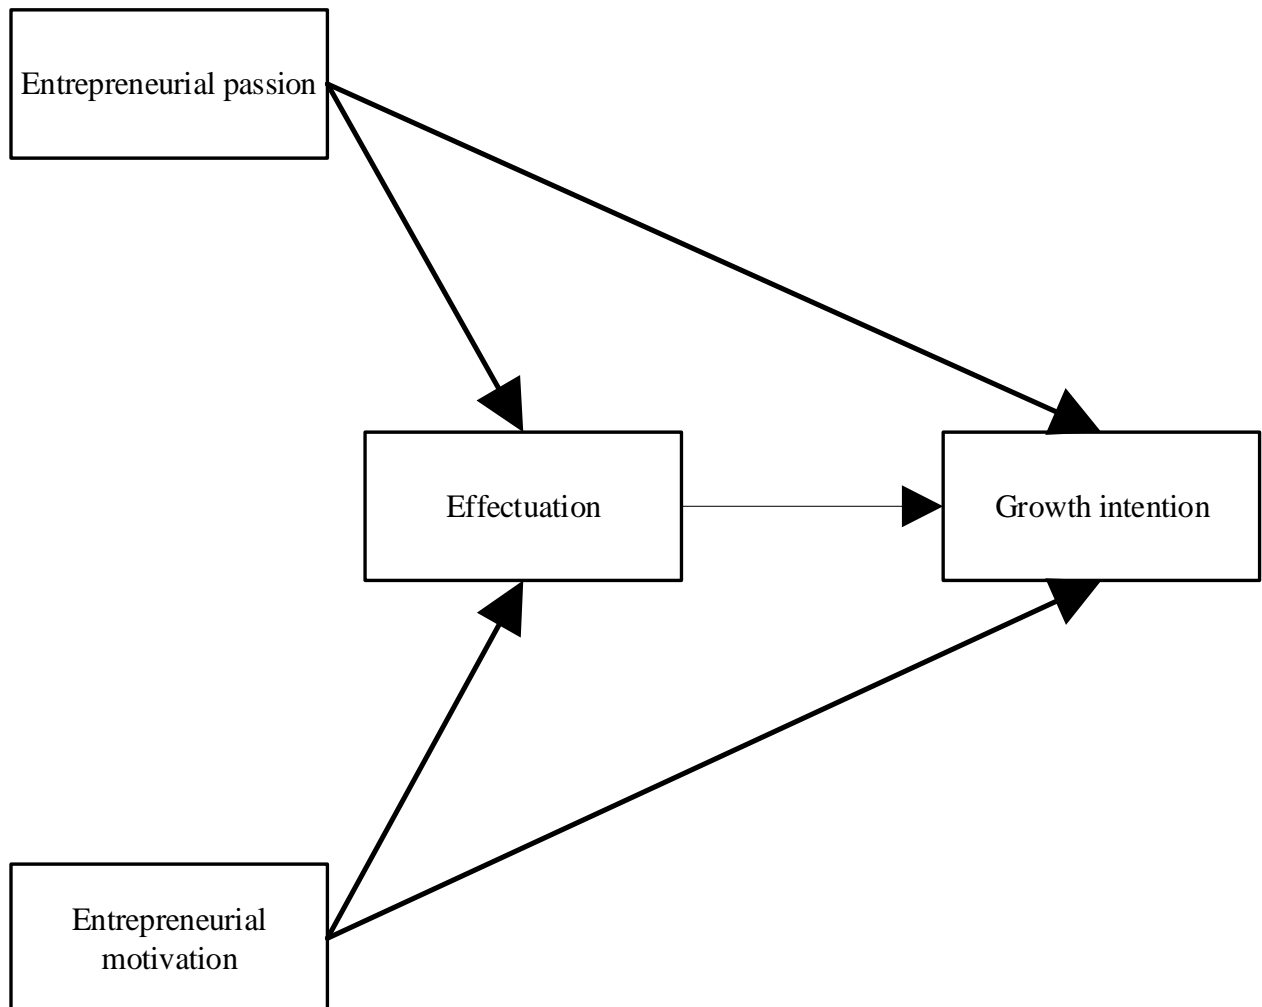 Entrepreneurial passion
Effectuation
Growth intention
Entrepreneurial
motivation